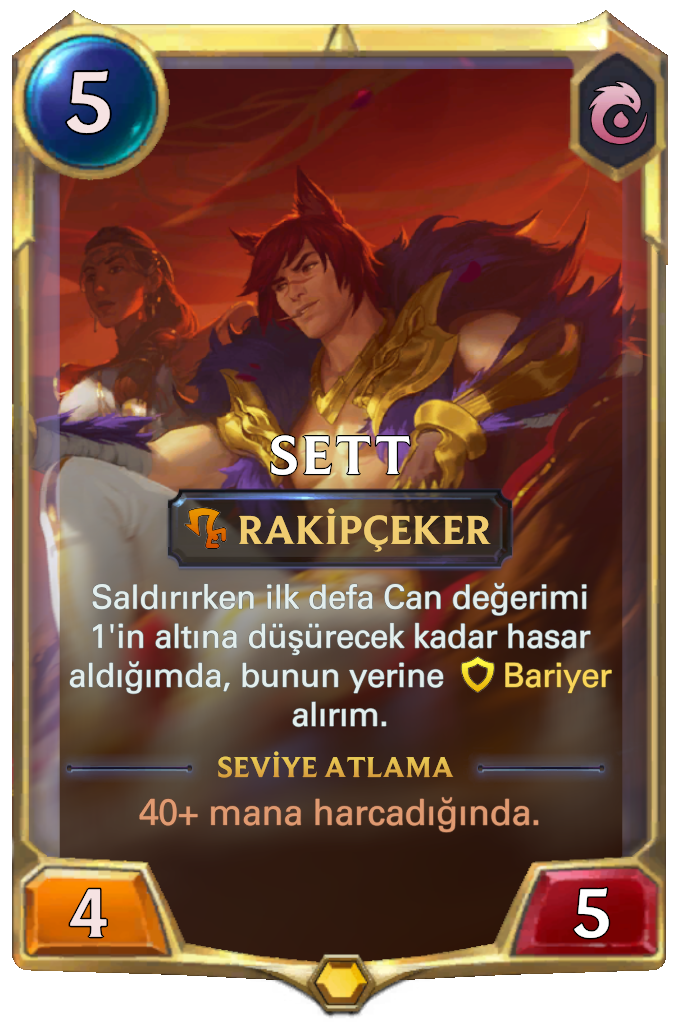 5
SETT
RAKİPÇEKER
Saldırırken ilk defa Can değerimi
1'in altına düşürecek kadar hasar
aldığımda, bunun yerine Bariyer
alırım.
SEVİYE ATLAMA
40+ mana harcadığında.
4
5